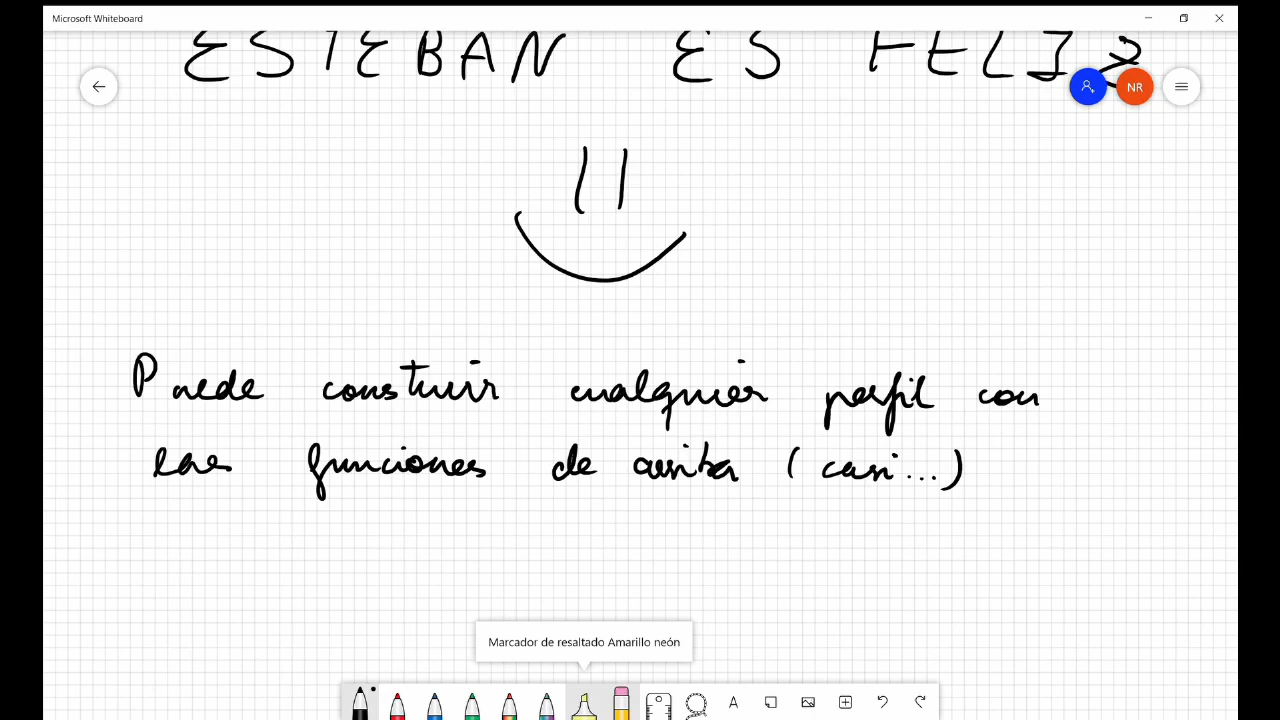 Microsoft Whiteboard
ESTEBAN ES FELIZ
NR
Puede construir cualquier perfil con
las funciones de arriba (casi...)
Marcador de resaltado Amarillo neón
A